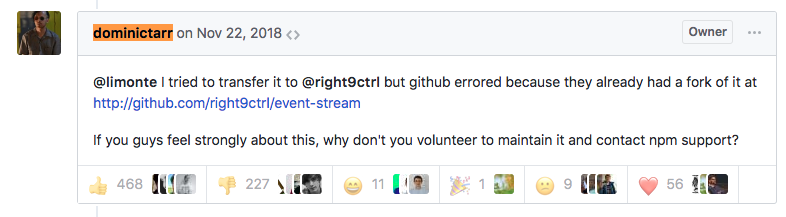 dominictarr on Nov 22, 2018 <> Owner ...
@limonte I tried to transfer it to @right9ctrl but github errored because they already had a fork of it at
http://github.com/right9ctrl/event-stream
If you guys feel strongly about this, why don't you volunteer to maintain it and contact npm support?
468 227 11 1 9 56